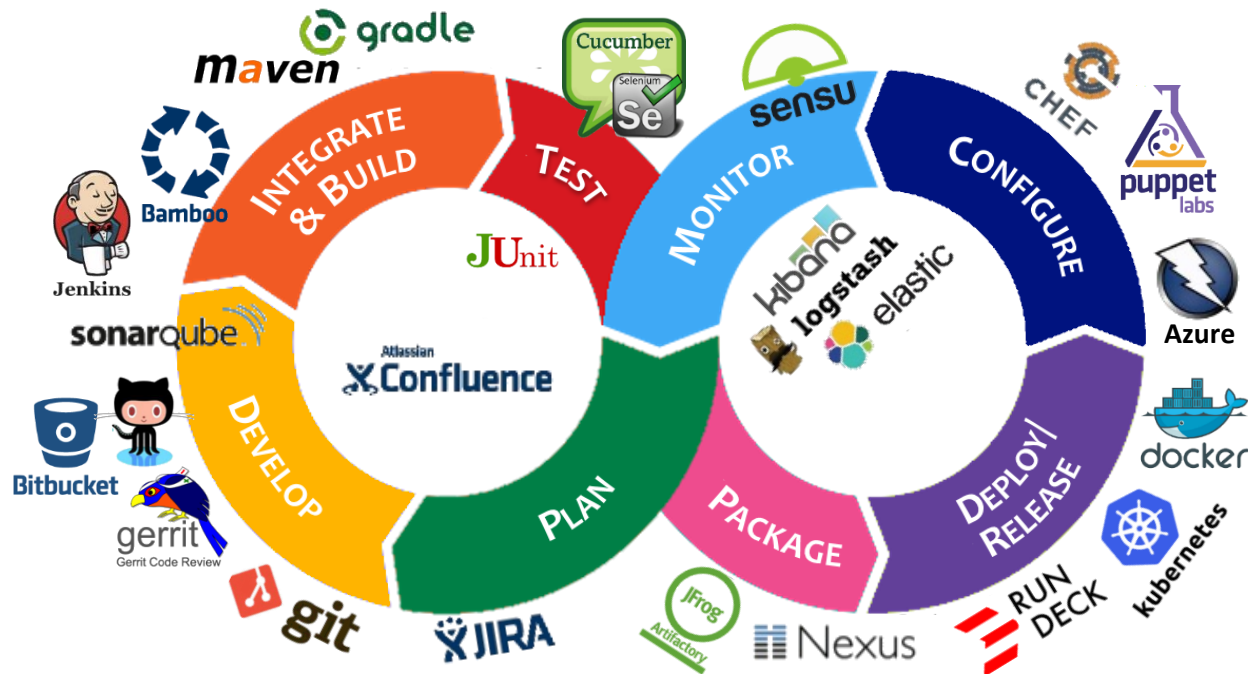 gradle
maven
Cucumber
Selenium
Se
sensu
CHEF
puppet
labs
Bamboo
Jenkins
INTEGRATE
& BUILD
TEST
MONITOR
CONFIGURE
JUnit
kibana
logstash
elastic
Azure
sonarqube
Atlassian
Confluence
Bitbucket
DEVELOP
PLAN
PACKAGE
DEPLOY/
RELEASE
docker
kubernetes
gerrit
Gerrit Code Review
git
JIRA
JFrog
Artifactory
Nexus
RUN
DECK